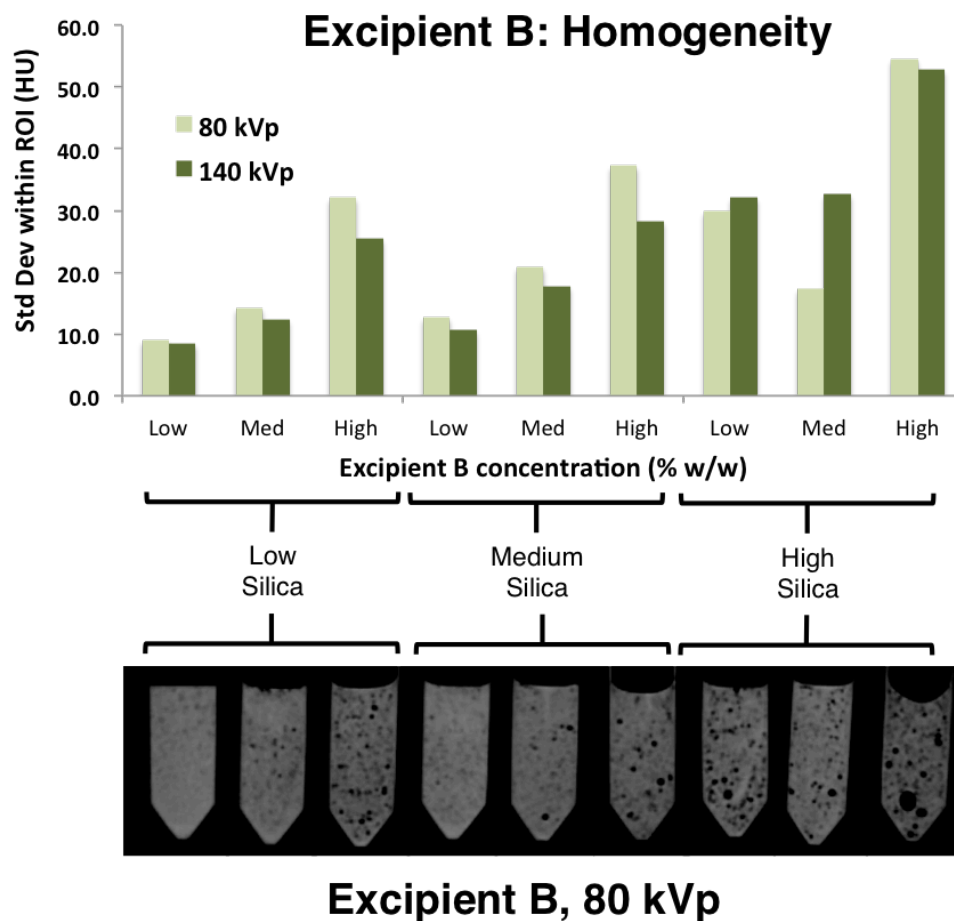 Excipient B: Homogeneity
Std Dev within ROI (HU)
60.0
50.0
40.0
30.0
20.0
10.0
0.0
80 kVp
140 kVp
Low Med High Low Med High Low Med High
Excipient B concentration (% w/w)
Low Silica
Medium Silica
High Silica
Excipient B, 80 kVp